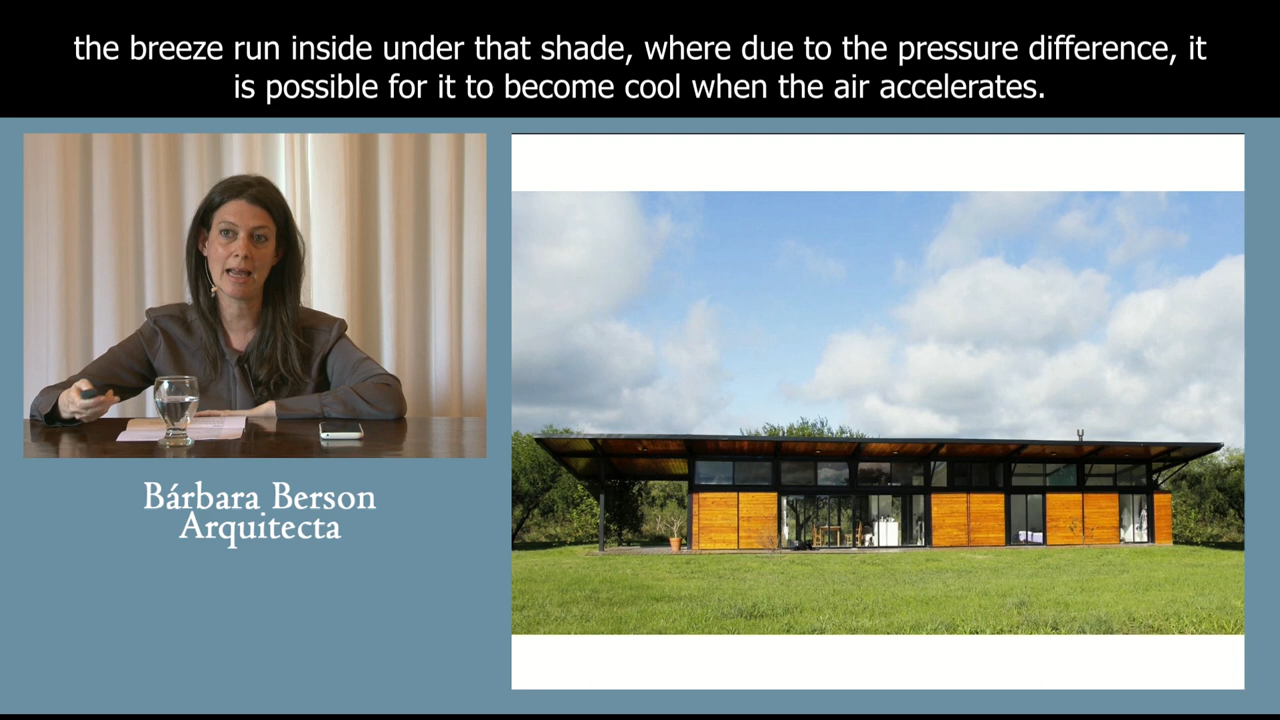 the breeze run inside under that shade, where due to the pressure difference, it
is possible for it to become cool when the air accelerates.
Bárbara Berson
Arquitecta